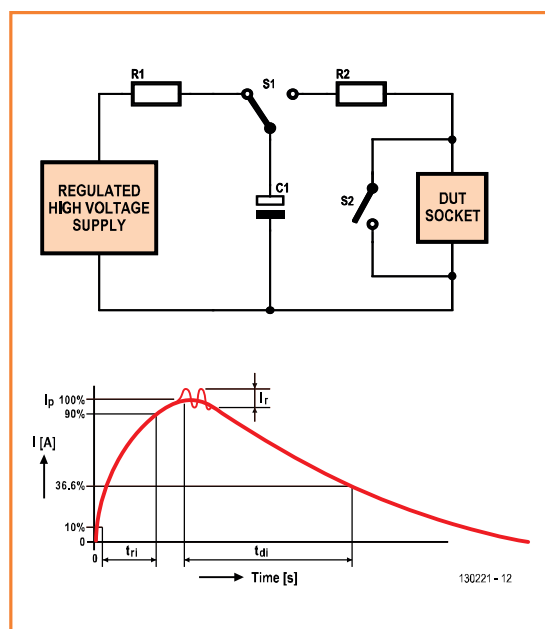 R1
S1
R2
REGULATED
HIGH VOLTAGE
SUPPLY
C1
S2
DUT
SOCKET
Ip 100%
Ir
90%
I [A]
36.6%
10%
0
0
tri
tdi
Time [s]
130221 - 12